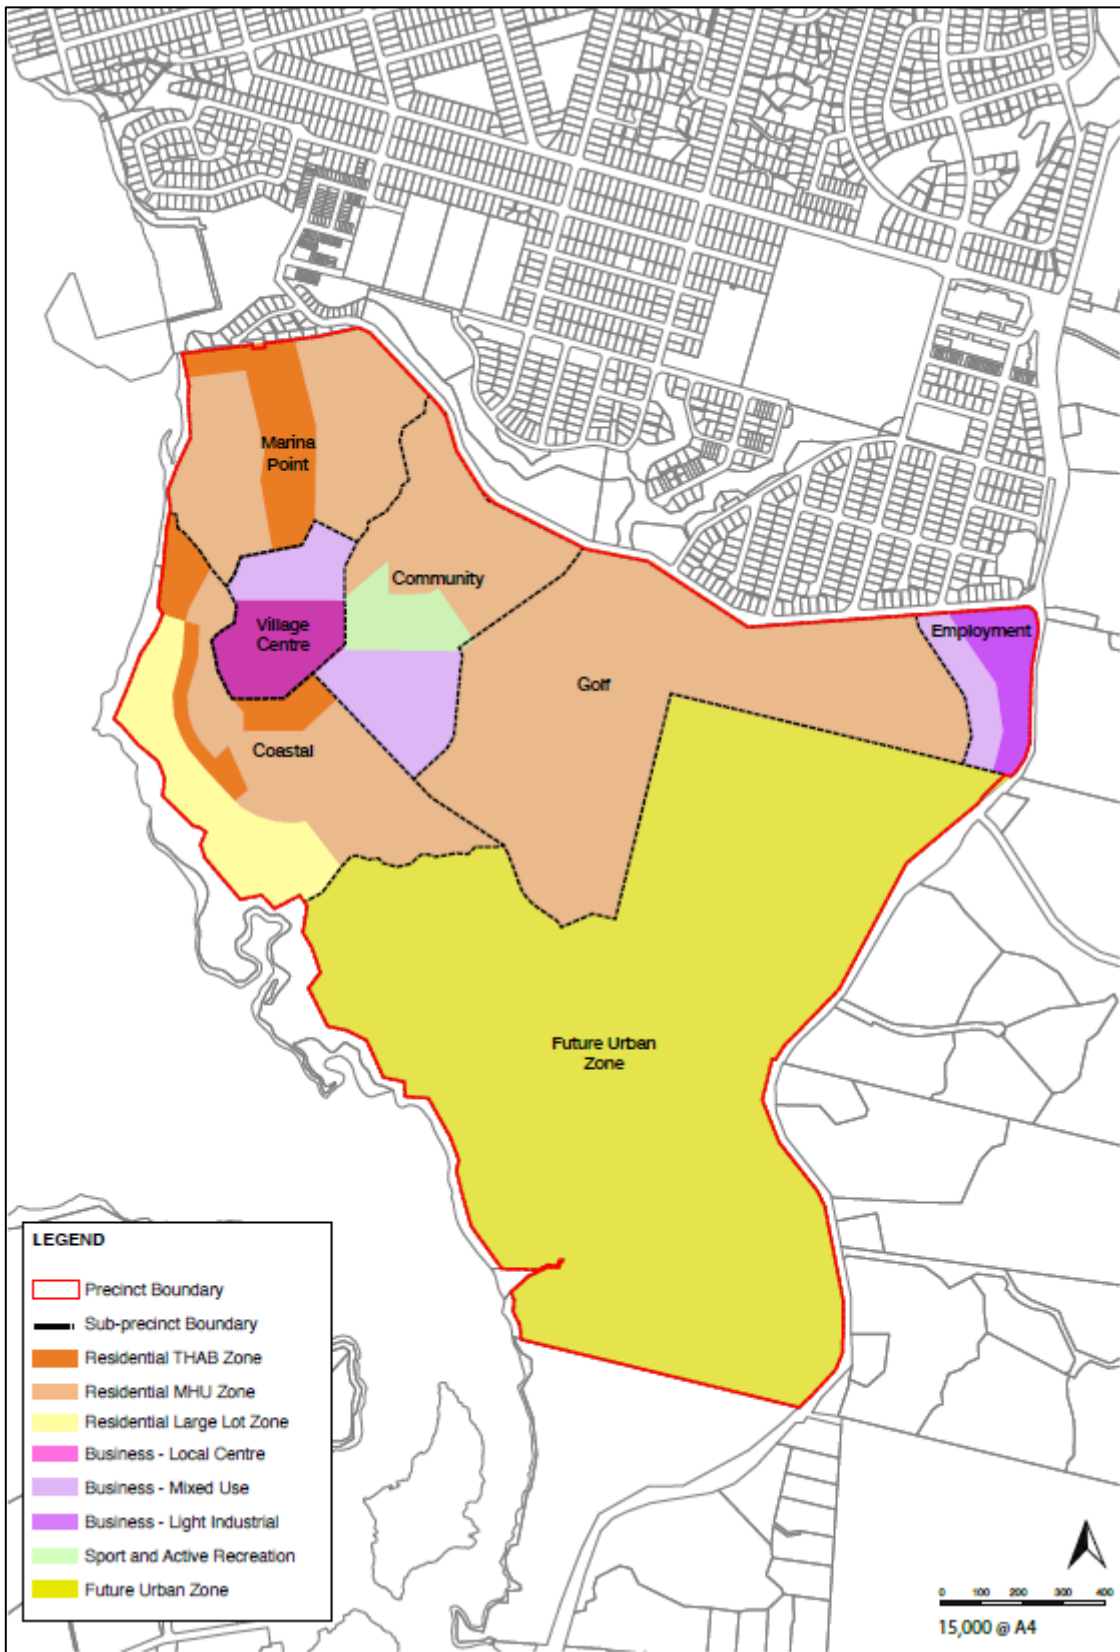 Marina
Point
Community
Village
Centre
Employment
Golf
Coastal
Future Urban
Zone
LEGEND
Precinct Boundary
Sub-precinct Boundary
Residential THAB Zone
Residential MHU Zone
Residential Large Lot Zone
Business - Local Centre
Business - Mixed Use
Business - Light Industrial
Sport and Active Recreation
Future Urban Zone
0 100 200 300 400
15,000 @ A4